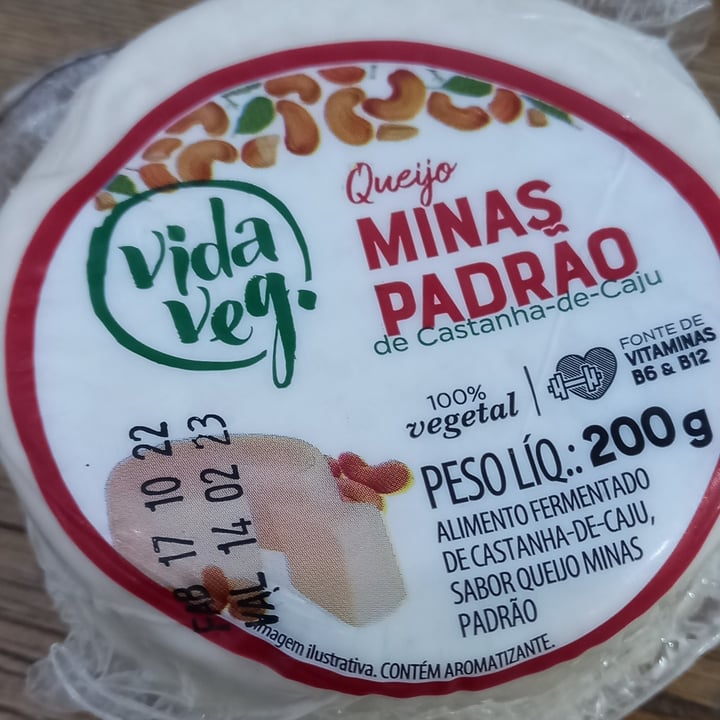 vida
veg.
Queijo
MINAS
PADRÃO
de Castanha-de-Caju
100%
vegetal
FONTE DE
VITAMINAS
B6 & B12
PESO LÍQ.: 200 g
ALIMENTO FERMENTADO
DE CASTANHA-DE-CAJU,
SABOR QUEIJO MINAS
PADRÃO
FAB 17 10 22
VAL 14 02 23
Imagem ilustrativa. CONTÉM AROMATIZANTE.